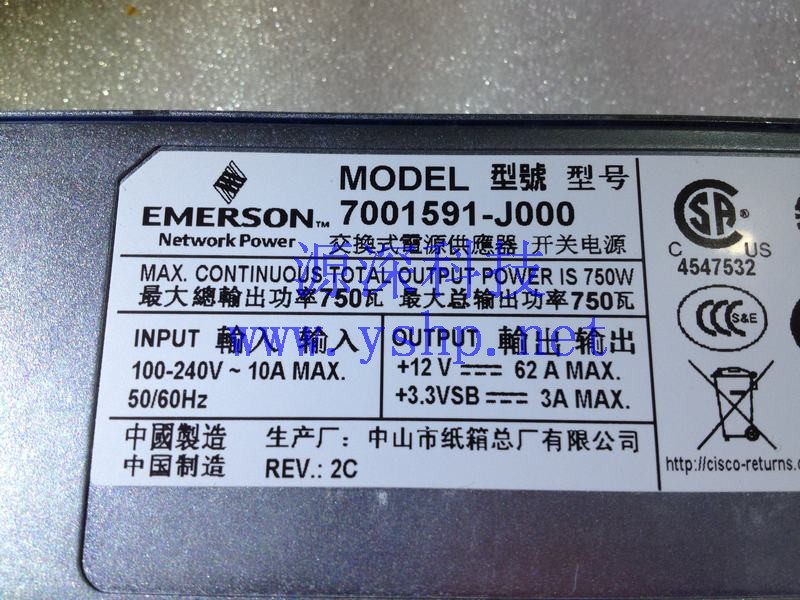 MODEL 型號 型号
EMERSON™ 7001591-J000
Network Power 交換式電源供應器 开关电源
MAX. CONTINUOUS TOTAL OUTPUT POWER IS 750W
最大總輸出功率750瓦 最大总输出功率750瓦
INPUT 輸入 输入
100-240V ~ 10A MAX.
50/60Hz
OUTPUT 輸出 输出
+12 V ⎓ 62 A MAX.
+3.3VSB ⎓ 3A MAX.
中國製造 生产厂: 中山市纸箱总厂有限公司
中国制造 REV.: 2C
SA
C US
4547532
CCC S&E
http://cisco-returns.c
源深科技
www.yshp.net